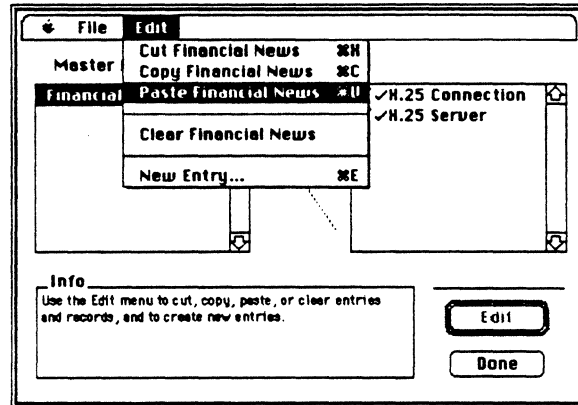 File Edit
Cut Financial News ⌘X
Copy Financial News ⌘C
Paste Financial News ⌘V
Clear Financial News
New Entry... ⌘E
Master
Financial
✓X.25 Connection
✓X.25 Server
Info
Use the Edit menu to cut, copy, paste, or clear entries
and records, and to create new entries.
Edit
Done